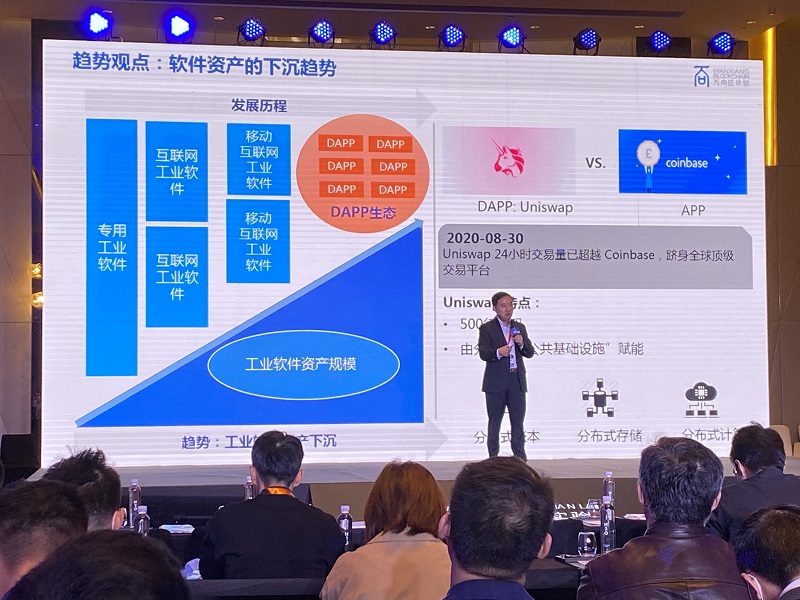 趋势观点：软件资产的下沉趋势
WANXIANG
BLOCKCHAIN
万向区块链
发展历程
专用
工业
软件
互联网
工业软
件
互联网
工业软
件
移动
互联网
工业
软件
移动
互联网
工业
软件
DAPP DAPP
DAPP DAPP
DAPP DAPP
DAPP生态
工业软件资产规模
趋势：工业 产下沉
VS.
coinbase
DAPP: Uniswap
APP
2020-08-30
Uniswap 24小时交易量已超越 Coinbase，跻身全球顶级
交易平台
Uniswap 特点：
• 500
• 由分 公共基础设施”赋能
分 本
分布式存储
分布式计